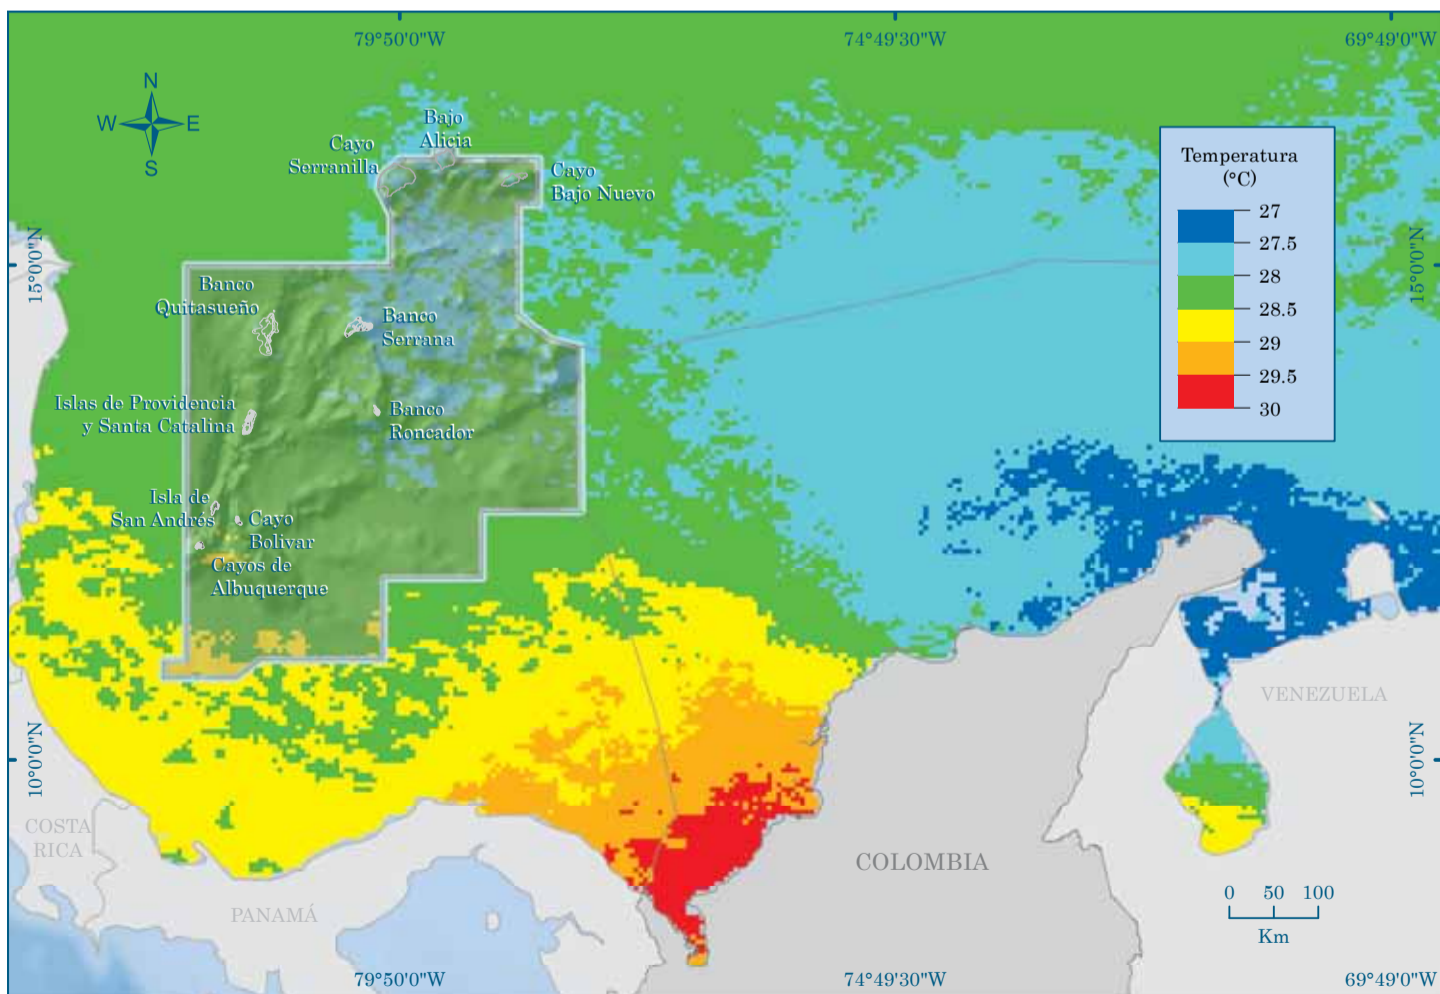 79°50'0"W
74°49'30"W
69°49'0"W
N
W
E
S
Bajo
Alicia
Cayo
Serranilla
Cayo
Bajo Nuevo
Temperatura
(°C)
27
27.5
28
28.5
29
29.5
30
15°0'0"N
15°0'0"N
Banco
Quitasueño
Banco
Serrana
Islas de Providencia
y Santa Catalina
Banco
Roncador
Isla de
San Andrés
Cayo
Bolivar
Cayos de
Albuquerque
VENEZUELA
10°0'0"N
10°0'0"N
COSTA
RICA
COLOMBIA
PANAMÁ
0 50 100
Km
79°50'0"W
74°49'30"W
69°49'0"W